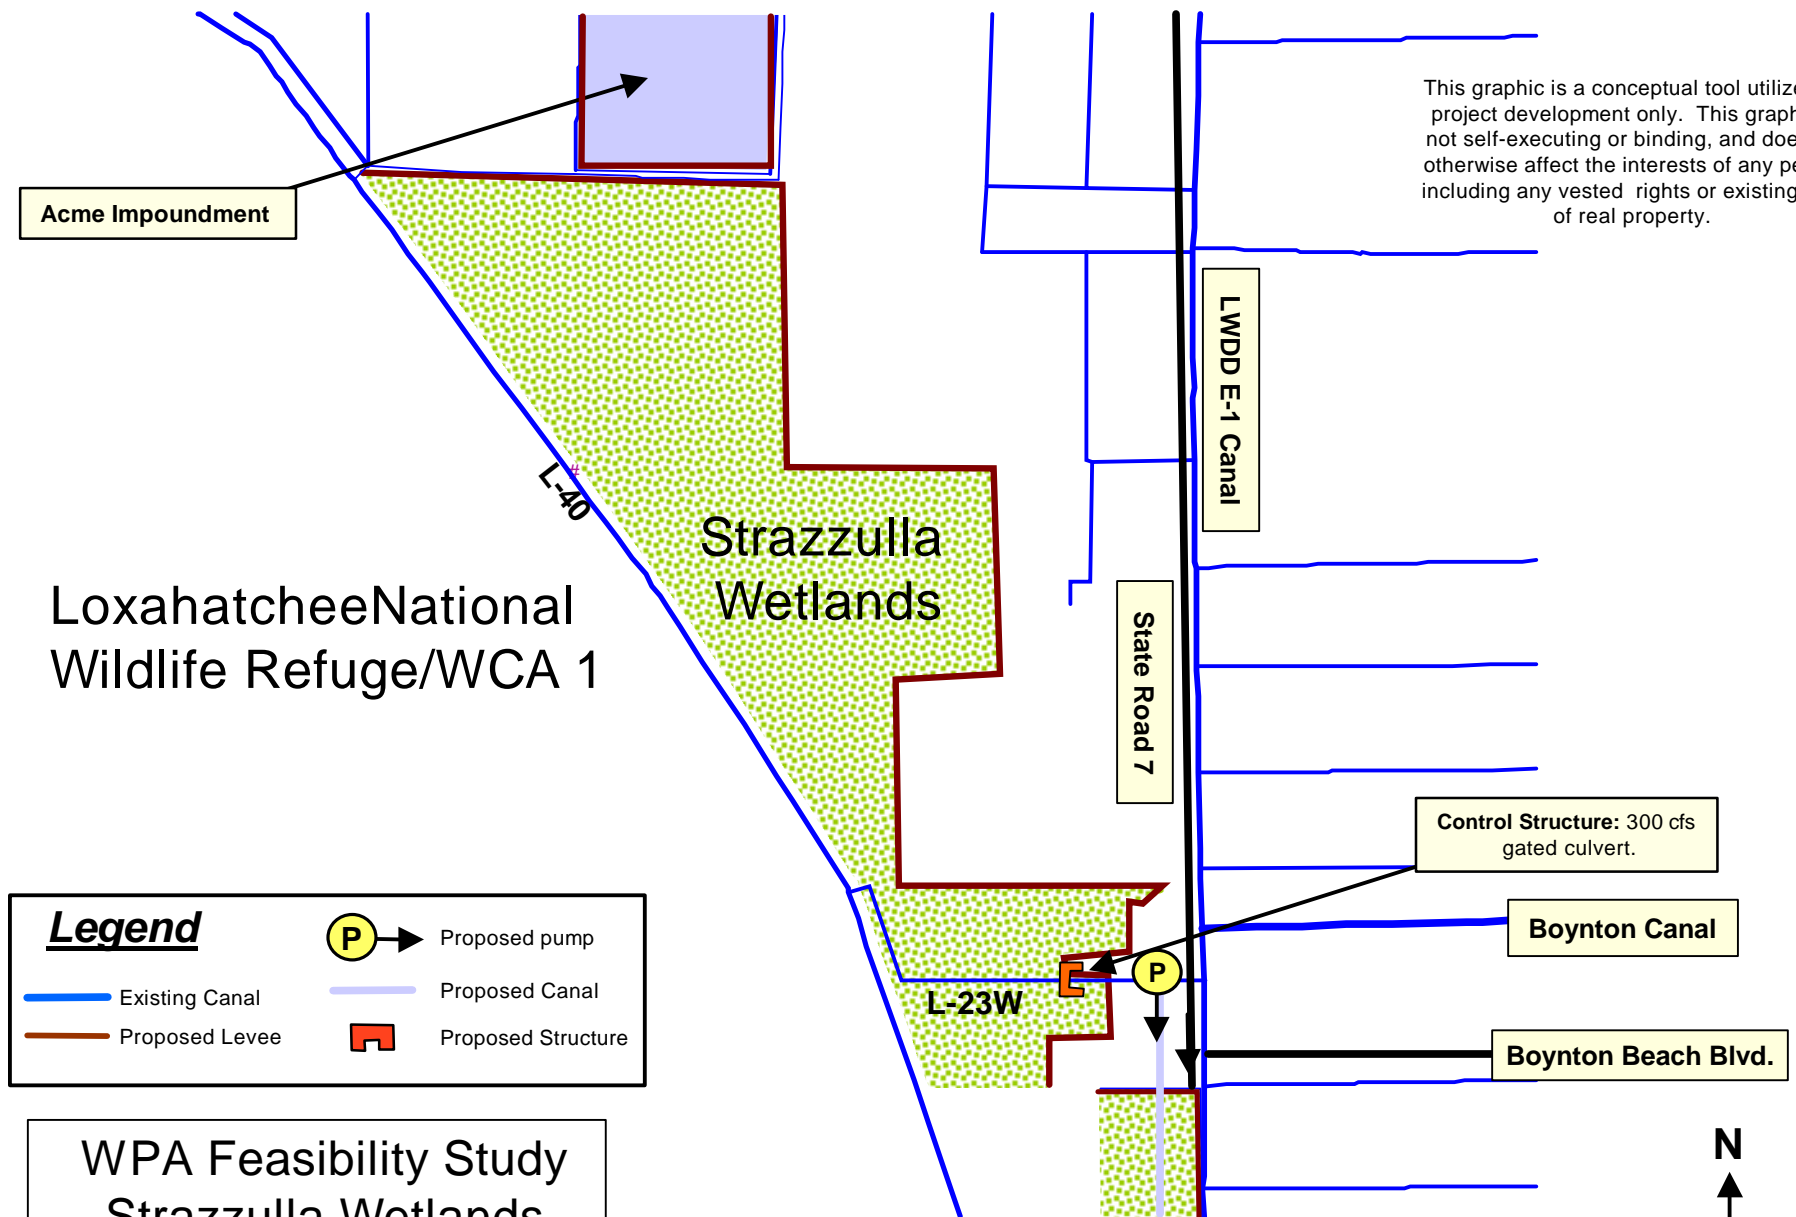 This graphic is a conceptual tool utilize
project development only. This graph
not self-executing or binding, and doe
otherwise affect the interests of any pe
including any vested rights or existing
of real property.
Acme Impoundment
LWDD E-1 Canal
#
L-40
Strazzulla
Wetlands
LoxahatcheeNational
Wildlife Refuge/WCA 1
State Road 7
Control Structure: 300 cfs
gated culvert.
Boynton Canal
P
L-23W
Boynton Beach Blvd.
Legend
P
Proposed pump
Existing Canal
Proposed Canal
Proposed Levee
Proposed Structure
WPA Feasibility Study
Strazzulla Wetlands
N